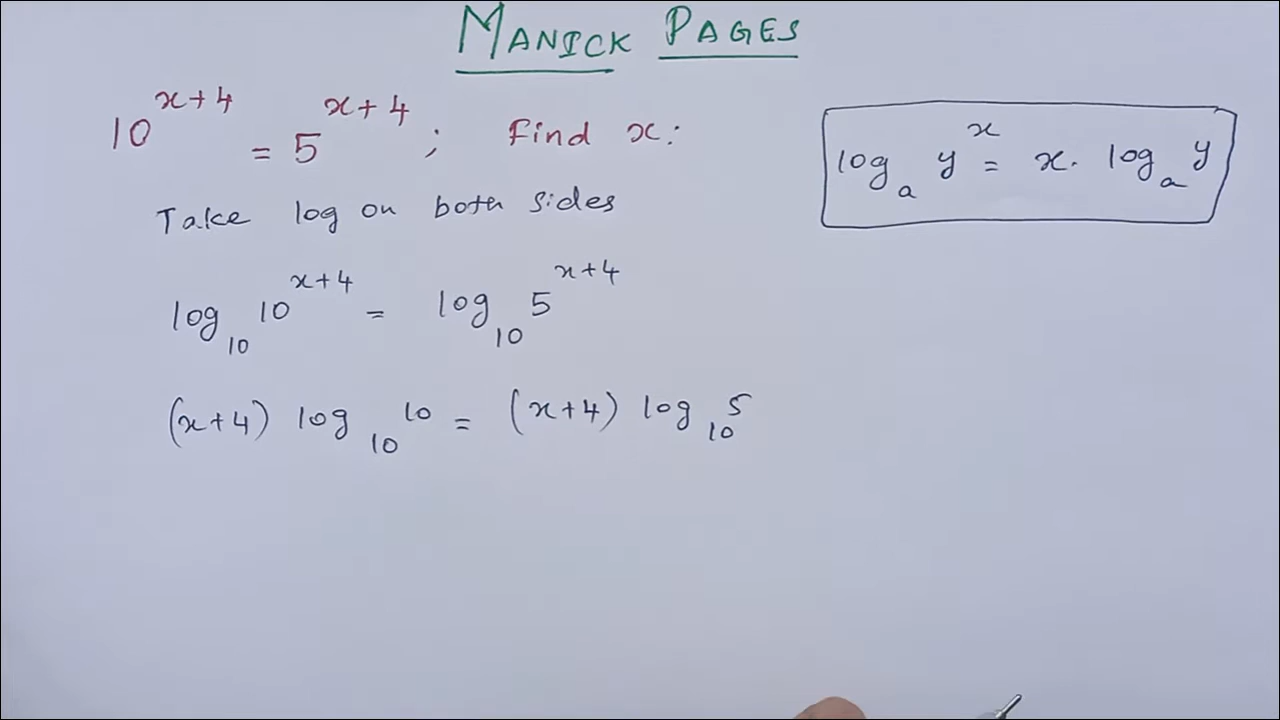 MANICK PAGES
10^(x+4) = 5^(x+4) ; Find x:
log_a y^x = x. log_a y
Take log on both sides
log_10 10^(x+4) = log_10 5^(x+4)
(x+4) log_10 10 = (x+4) log_10 5